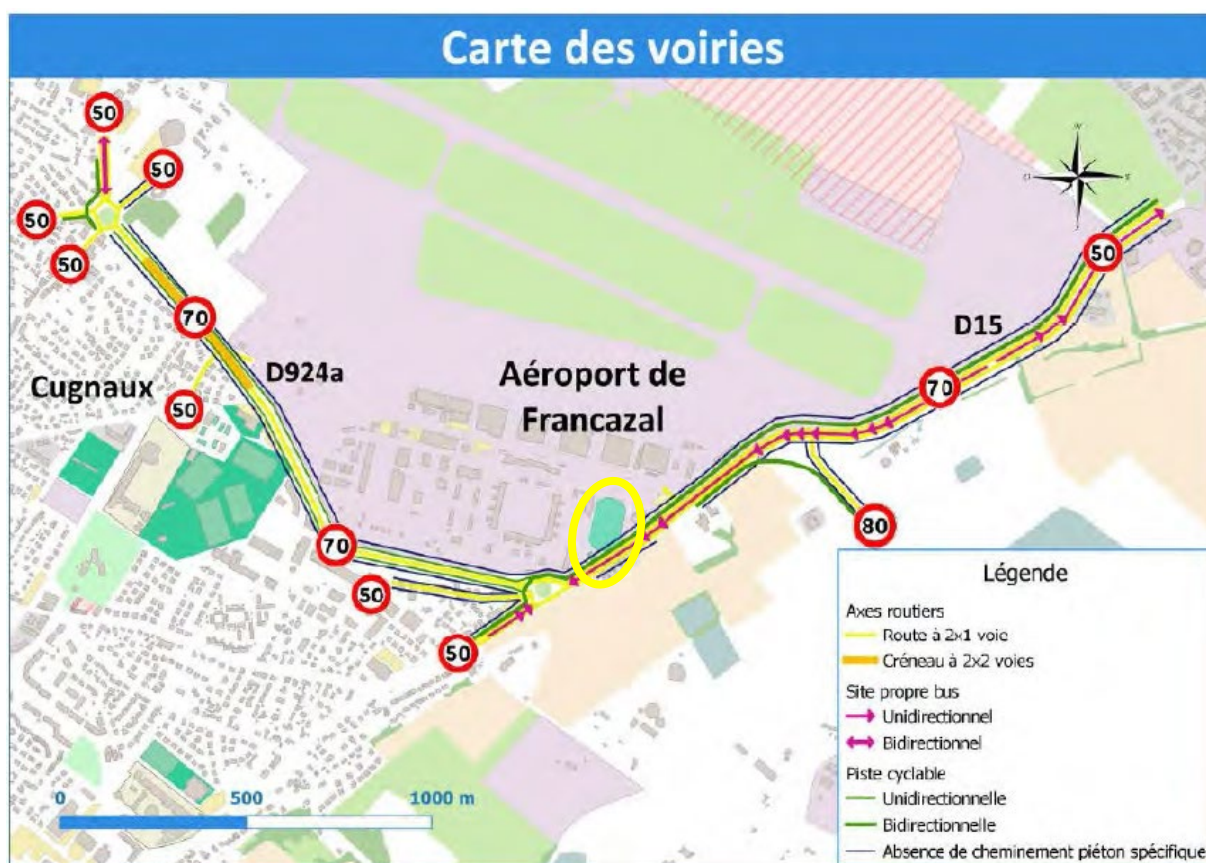 Carte des voiries
50
50
50
50
70
D924a
Cugnaux
50
Aéroport de
Francazal
N
O
E
S
50
D15
70
80
70
50
50
0 500 1000 m
Légende
Axes routiers
Route à 2x1 voie
Créneau à 2x2 voies
Site propre bus
Unidirectionnel
Bidirectionnel
Piste cyclable
Unidirectionnelle
Bidirectionnelle
Absence de cheminement piéton spécifique